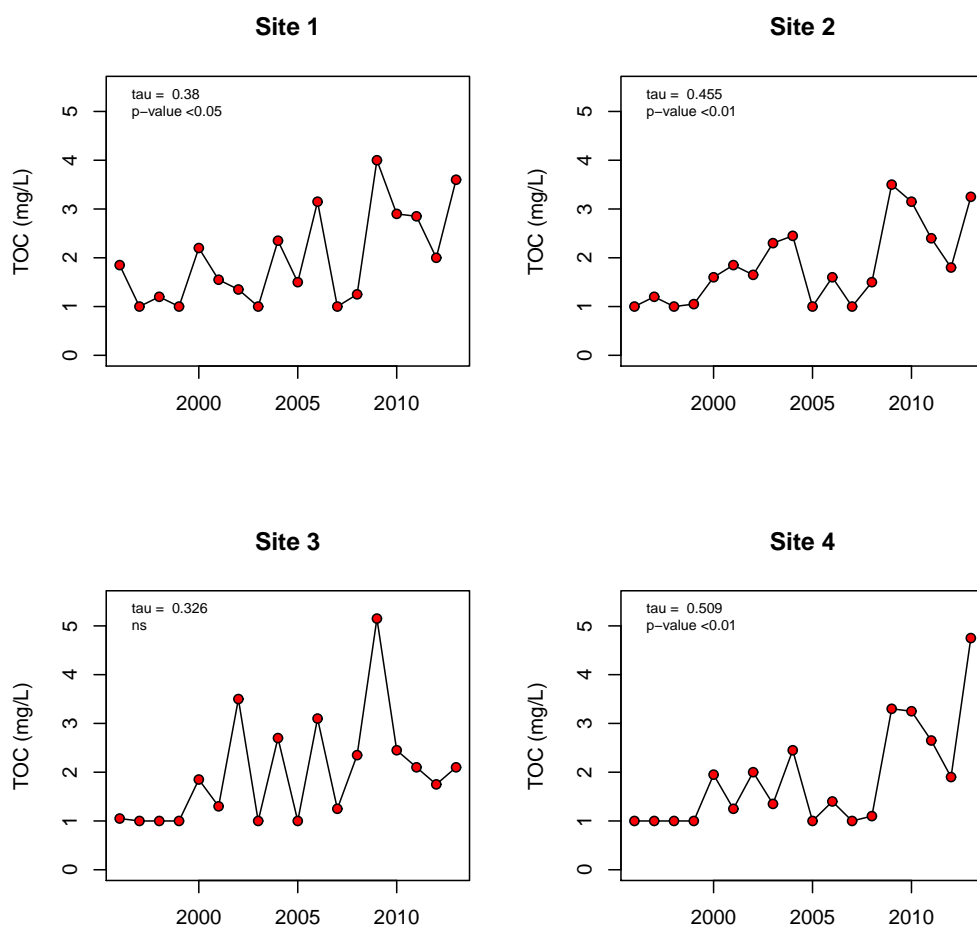 Site 1
tau = 0.38
p−value <0.05
TOC (mg/L)
5
4
3
2
1
0
2000 2005 2010
Site 2
tau = 0.455
p−value <0.01
TOC (mg/L)
5
4
3
2
1
0
2000 2005 2010
Site 3
tau = 0.326
ns
TOC (mg/L)
5
4
3
2
1
0
2000 2005 2010
Site 4
tau = 0.509
p−value <0.01
TOC (mg/L)
5
4
3
2
1
0
2000 2005 2010